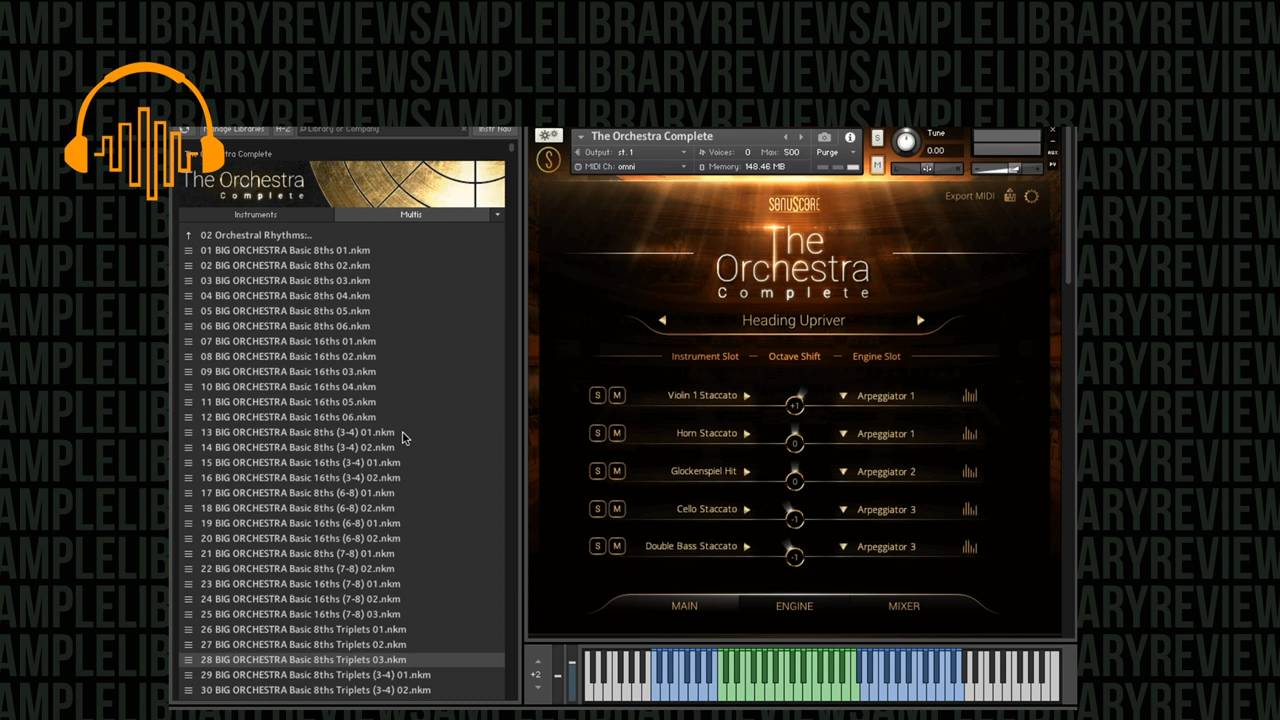 SAMPLELIBRARYREVIEWSAMPLELIBRARYREVIEWSAMPLELIBRARYREVIEWS
Manage Libraries
A-Z
Library or Company
Instr Nav
The Orchestra Complete
The Orchestra
Complete
Instruments
Multis
02 Orchestral Rhythms:..
01 BIG ORCHESTRA Basic 8ths 01.nkm
02 BIG ORCHESTRA Basic 8ths 02.nkm
03 BIG ORCHESTRA Basic 8ths 03.nkm
04 BIG ORCHESTRA Basic 8ths 04.nkm
05 BIG ORCHESTRA Basic 8ths 05.nkm
06 BIG ORCHESTRA Basic 8ths 06.nkm
07 BIG ORCHESTRA Basic 16ths 01.nkm
08 BIG ORCHESTRA Basic 16ths 02.nkm
09 BIG ORCHESTRA Basic 16ths 03.nkm
10 BIG ORCHESTRA Basic 16ths 04.nkm
11 BIG ORCHESTRA Basic 16ths 05.nkm
12 BIG ORCHESTRA Basic 16ths 06.nkm
13 BIG ORCHESTRA Basic 8ths (3-4) 01.nkm
14 BIG ORCHESTRA Basic 8ths (3-4) 02.nkm
15 BIG ORCHESTRA Basic 16ths (3-4) 01.nkm
16 BIG ORCHESTRA Basic 16ths (3-4) 02.nkm
17 BIG ORCHESTRA Basic 8ths (6-8) 01.nkm
18 BIG ORCHESTRA Basic 8ths (6-8) 02.nkm
19 BIG ORCHESTRA Basic 16ths (6-8) 01.nkm
20 BIG ORCHESTRA Basic 16ths (6-8) 02.nkm
21 BIG ORCHESTRA Basic 8ths (7-8) 01.nkm
22 BIG ORCHESTRA Basic 8ths (7-8) 02.nkm
23 BIG ORCHESTRA Basic 16ths (7-8) 01.nkm
24 BIG ORCHESTRA Basic 16ths (7-8) 02.nkm
25 BIG ORCHESTRA Basic 16ths (7-8) 03.nkm
26 BIG ORCHESTRA Basic 8ths Triplets 01.nkm
27 BIG ORCHESTRA Basic 8ths Triplets 02.nkm
28 BIG ORCHESTRA Basic 8ths Triplets 03.nkm
29 BIG ORCHESTRA Basic 8ths Triplets (3-4) 01.nkm
30 BIG ORCHESTRA Basic 8ths Triplets (3-4) 02.nkm
The Orchestra Complete
Output: st.1
Voices: 0 Max: 500 Purge
MIDI Ch: omni
Memory: 148.46 MB
S
M
Tune
0.00
AUX
PV
Export MIDI
SONUSCORE
The
Orchestra
Complete
Heading Upriver
Instrument Slot Octave Shift Engine Slot
S M Violin 1 Staccato +1 Arpeggiator 1
S M Horn Staccato 0 Arpeggiator 1
S M Glockenspiel Hit 0 Arpeggiator 2
S M Cello Staccato -1 Arpeggiator 3
S M Double Bass Staccato -1 Arpeggiator 3
MAIN ENGINE MIXER
+2